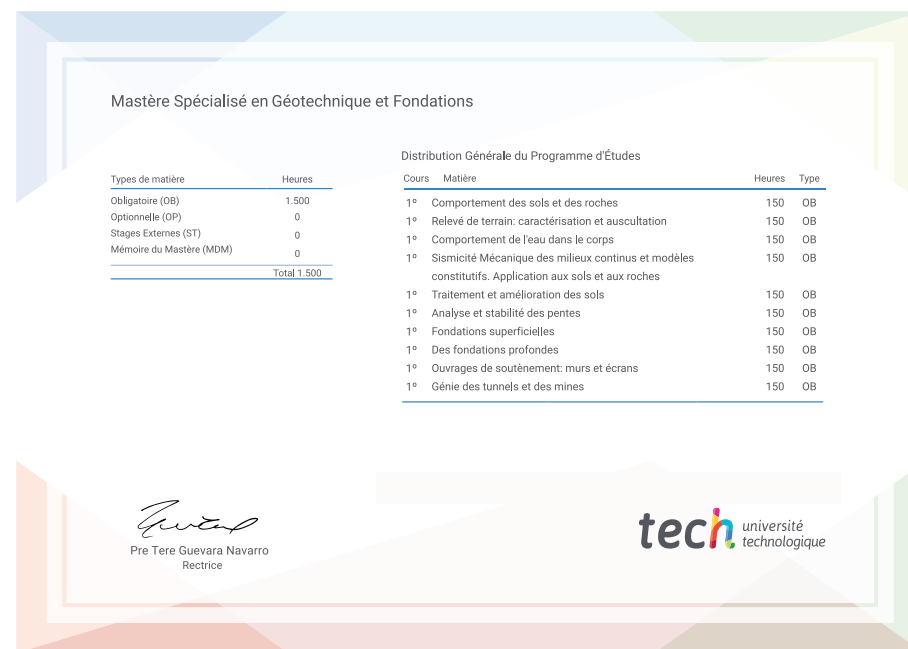 Mastère Spécialisé en Géotechnique et Fondations
Types de matière Heures
Obligatoire (OB) 1.500
Optionnelle (OP) 0
Stages Externes (ST) 0
Mémoire du Mastère (MDM) 0
Total 1.500
Distribution Générale du Programme d'Études
Cours Matière Heures Type
1º Comportement des sols et des roches 150 OB
1º Relevé de terrain: caractérisation et auscultation 150 OB
1º Comportement de l'eau dans le corps 150 OB
1º Sismicité Mécanique des milieux continus et modèles 150 OB
constitutifs. Application aux sols et aux roches
1º Traitement et amélioration des sols 150 OB
1º Analyse et stabilité des pentes 150 OB
1º Fondations superficielles 150 OB
1º Des fondations profondes 150 OB
1º Ouvrages de soutènement: murs et écrans 150 OB
1º Génie des tunnels et des mines 150 OB
Pre Tere Guevara Navarro
Rectrice
tech université
technologique